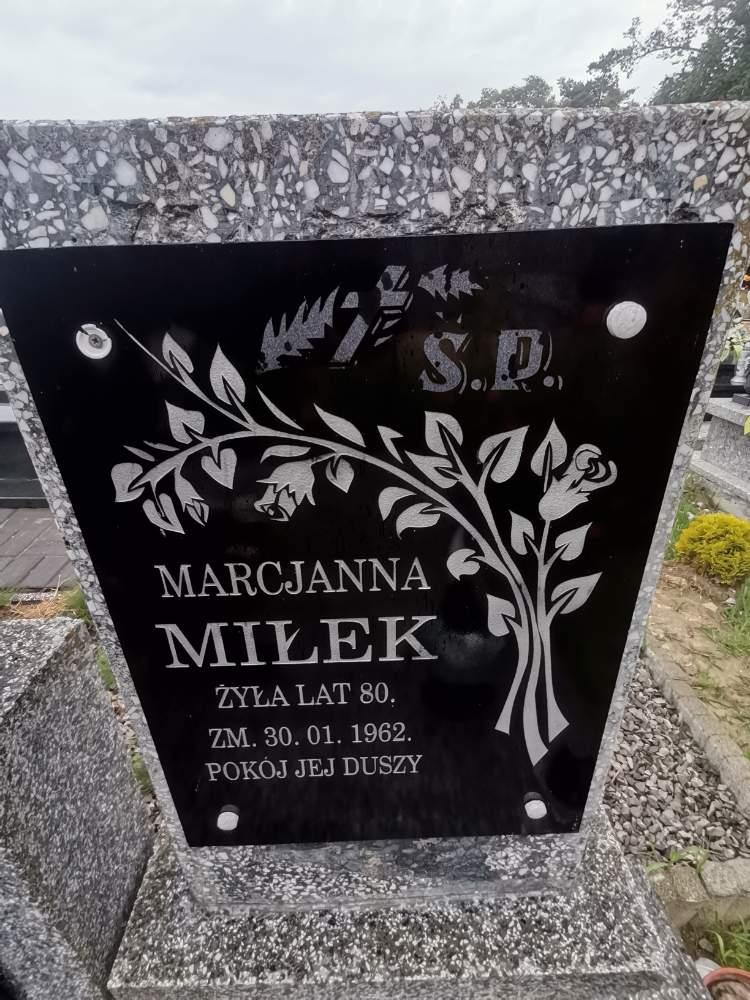 Ś.P.
MARCJANNA
MIŁEK
ŻYŁA LAT 80.
ZM. 30. 01. 1962.
POKÓJ JEJ DUSZY